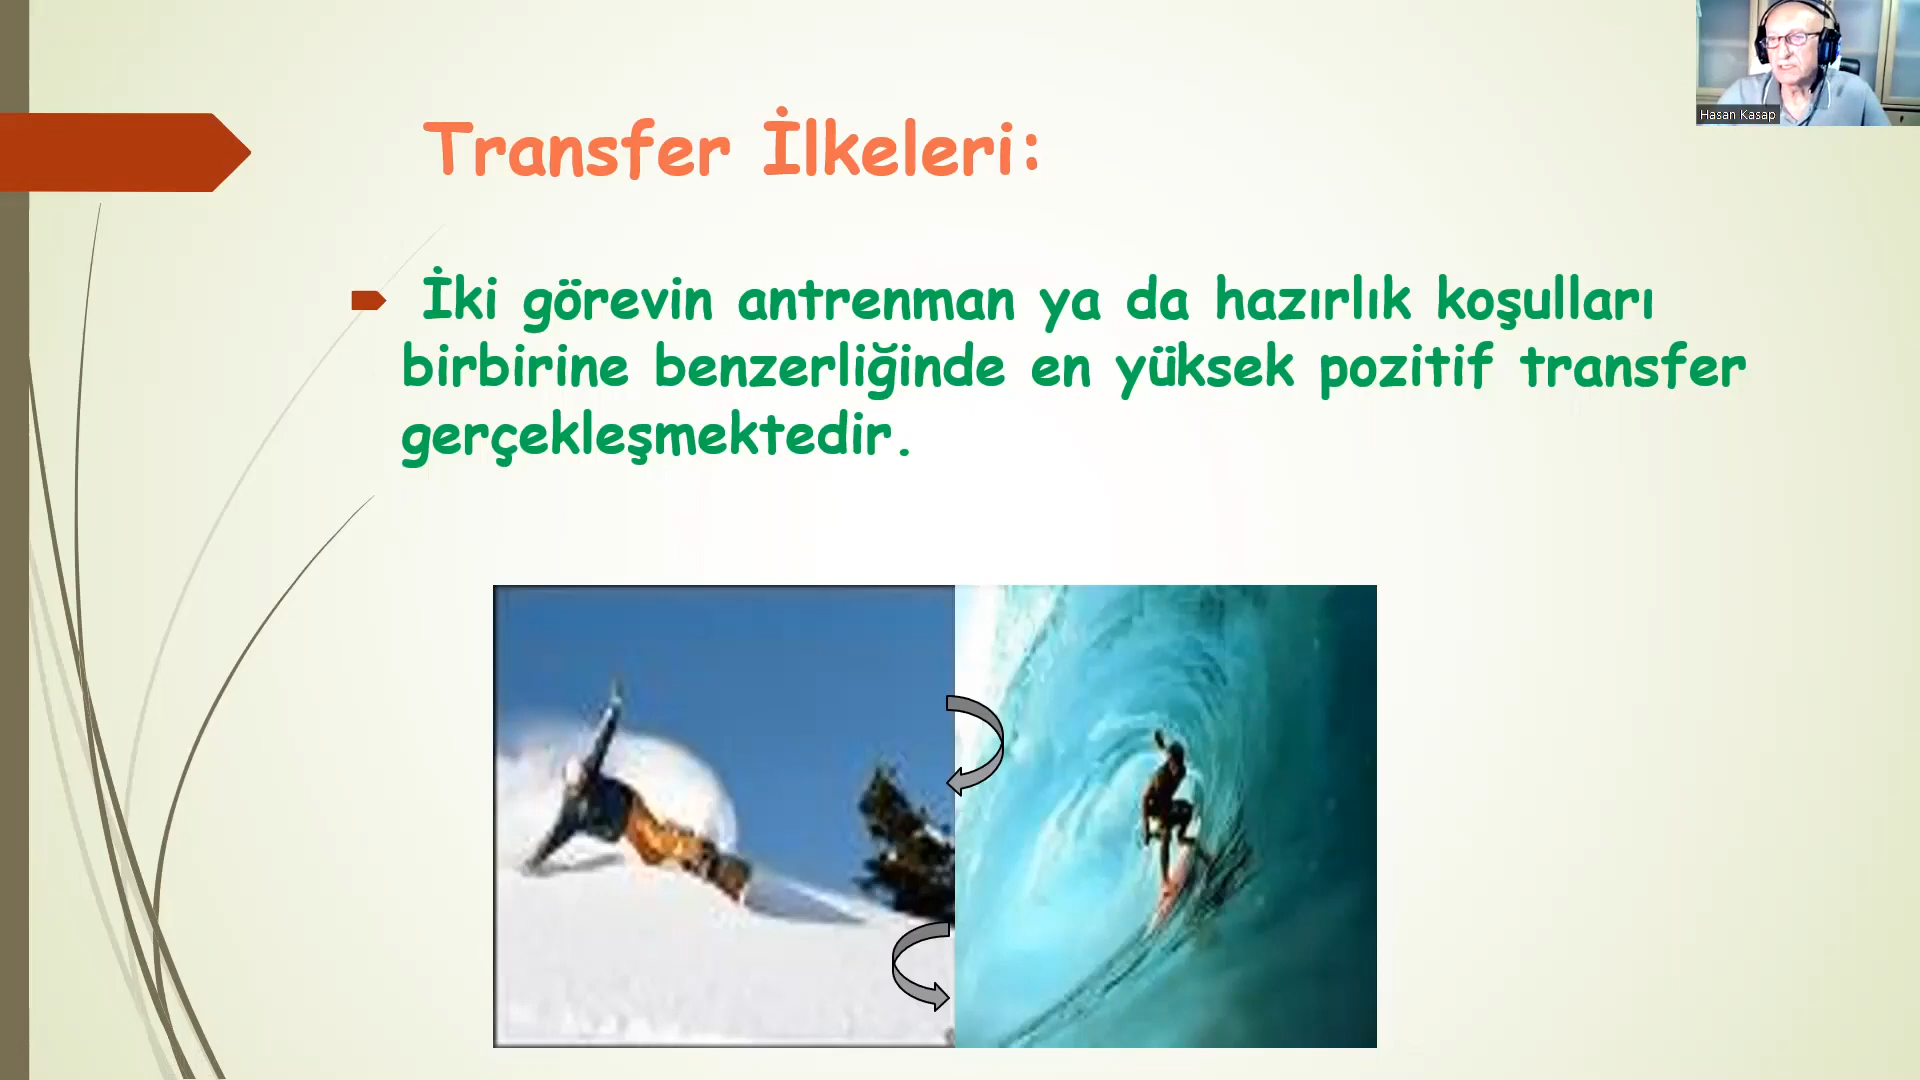 Transfer İlkeleri:
İki görevin antrenman ya da hazırlık koşulları
birbirine benzerliğinde en yüksek pozitif transfer
gerçekleşmektedir.
Hasan Kasap